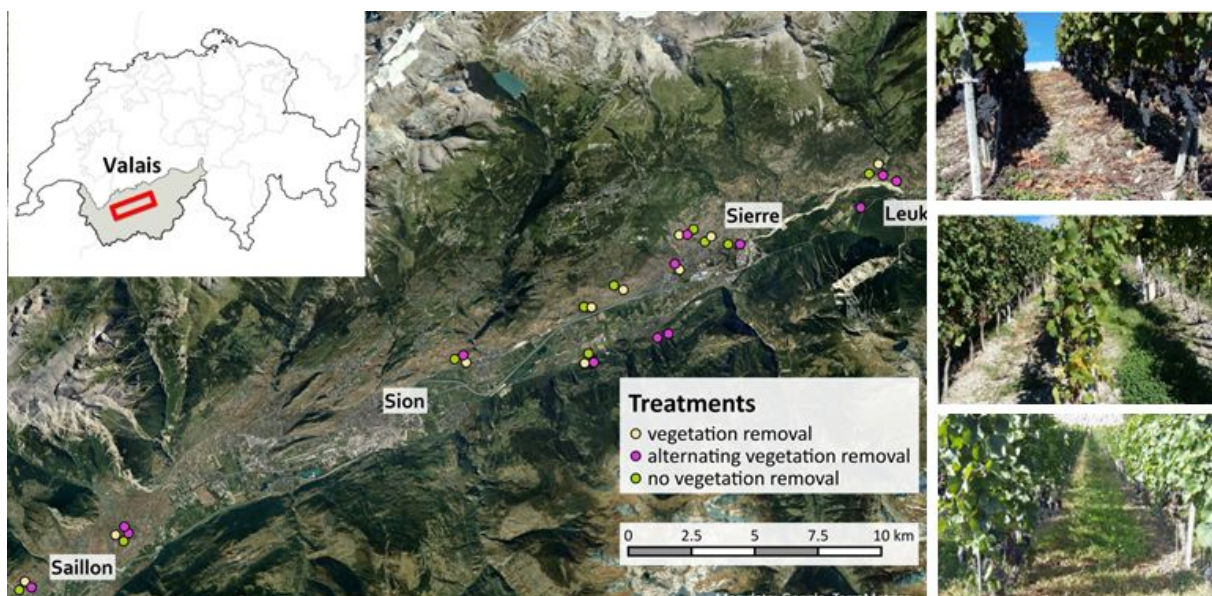 Valais
Sierre
Leuk
Sion
Saillon
Treatments
vegetation removal
alternating vegetation removal
no vegetation removal
0 2.5 5 7.5 10 km